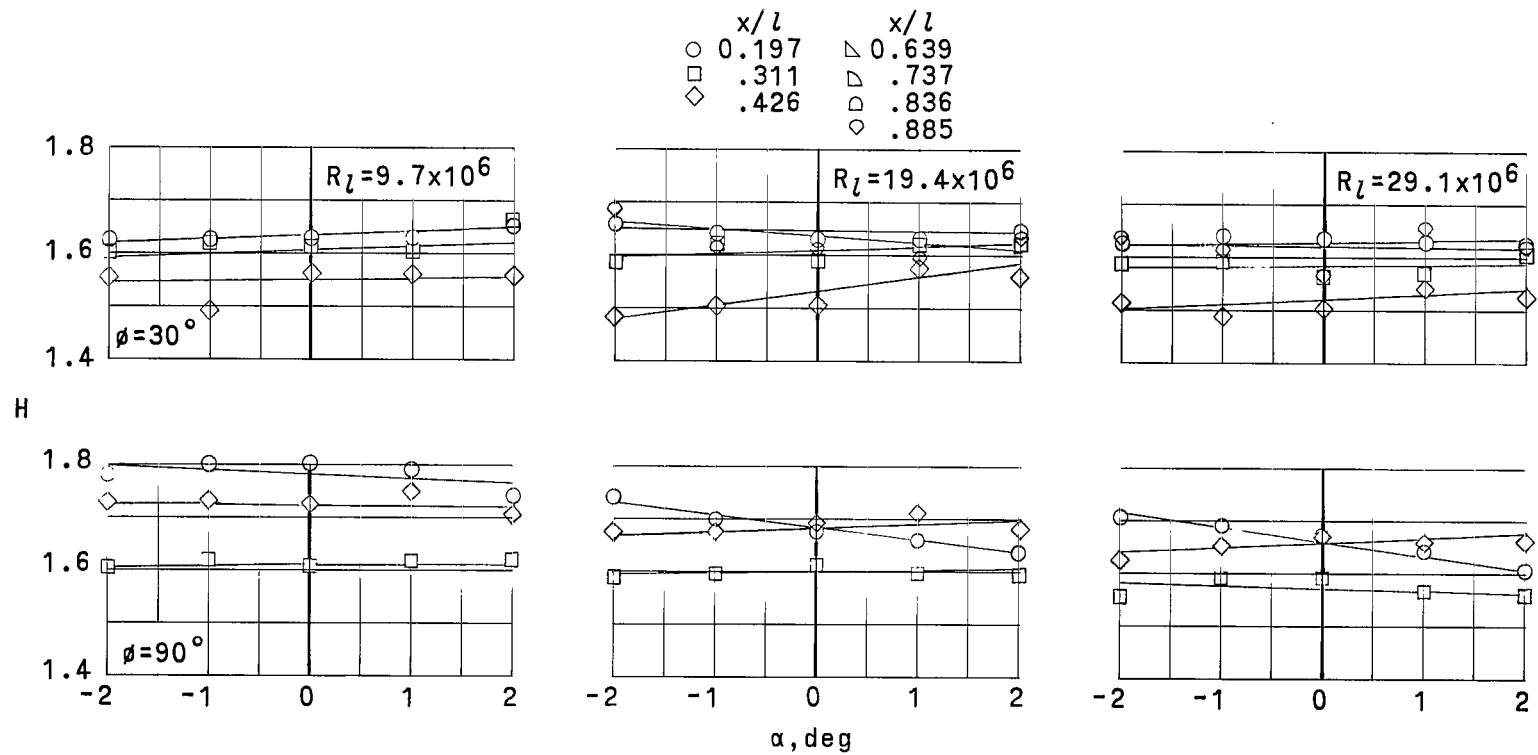 x/l x/l
0.197 0.639
.311 .737
.426 .836
.885
1.8
R_l=9.7x10^6 R_l=19.4x10^6 R_l=29.1x10^6
1.6
ø=30°
1.4
H
1.8
1.6
ø=90°
1.4
-2 -1 0 1 2 -2 -1 0 1 2 -2 -1 0 1 2
α,deg